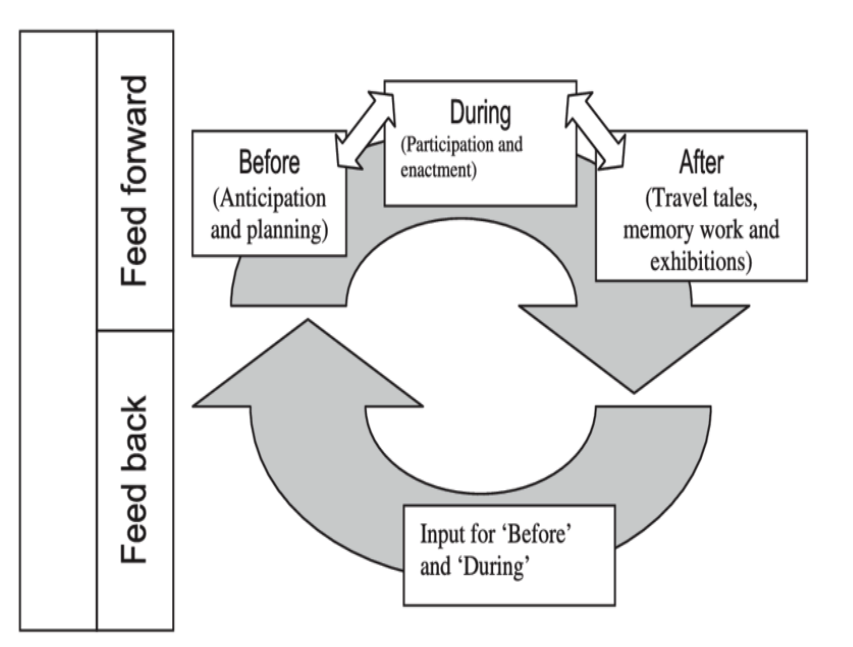 Feed forward
Before
(Anticipation
and planning)
During
(Participation and
enactment)
After
(Travel tales,
memory work and
exhibitions)
Feed back
Input for ‘Before’
and ‘During’